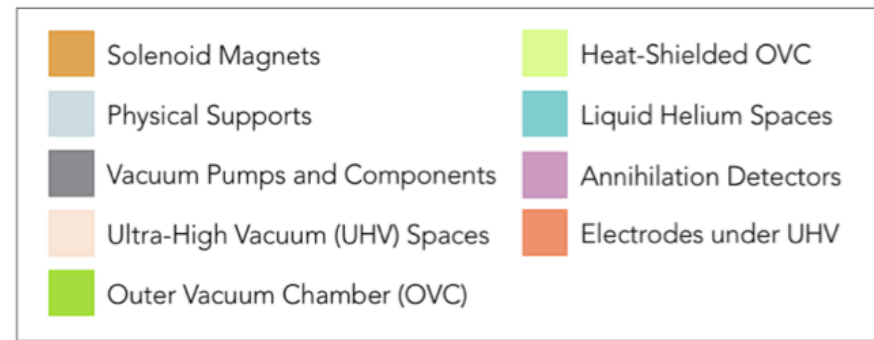 Solenoid Magnets
Physical Supports
Vacuum Pumps and Components
Ultra-High Vacuum (UHV) Spaces
Outer Vacuum Chamber (OVC)
Heat-Shielded OVC
Liquid Helium Spaces
Annihilation Detectors
Electrodes under UHV